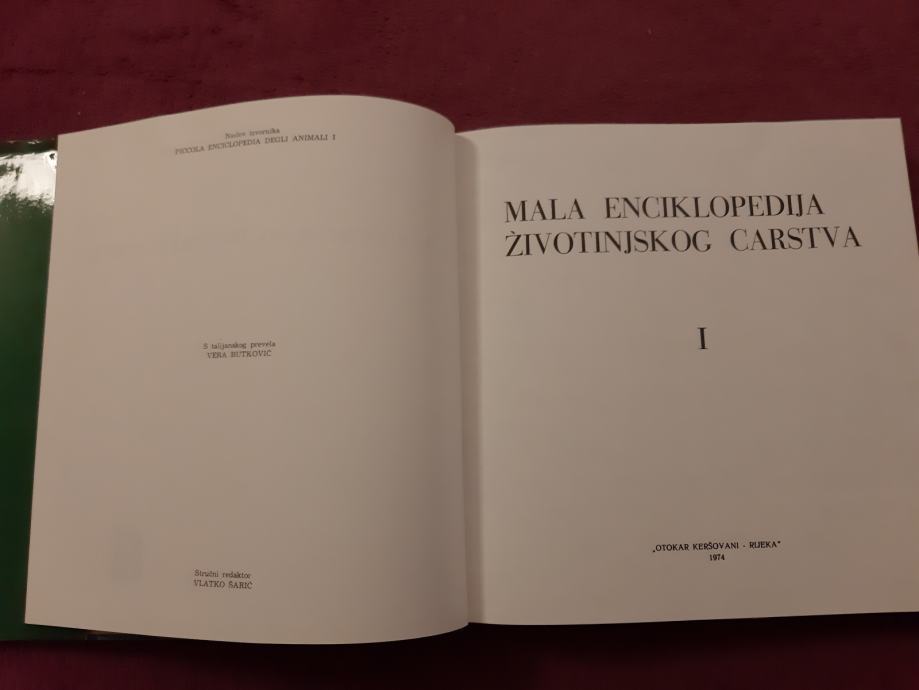 Naslov izvornika
PICCOLA ENCICLOPEDIA DEGLI ANIMALI I
S talijanskog prevela
VERA BUTKOVIĆ
Stručni redaktor
VLATKO ŠARIĆ
MALA ENCIKLOPEDIJA
ŽIVOTINJSKOG CARSTVA
I
„OTOKAR KERŠOVANI - RIJEKA“
1974